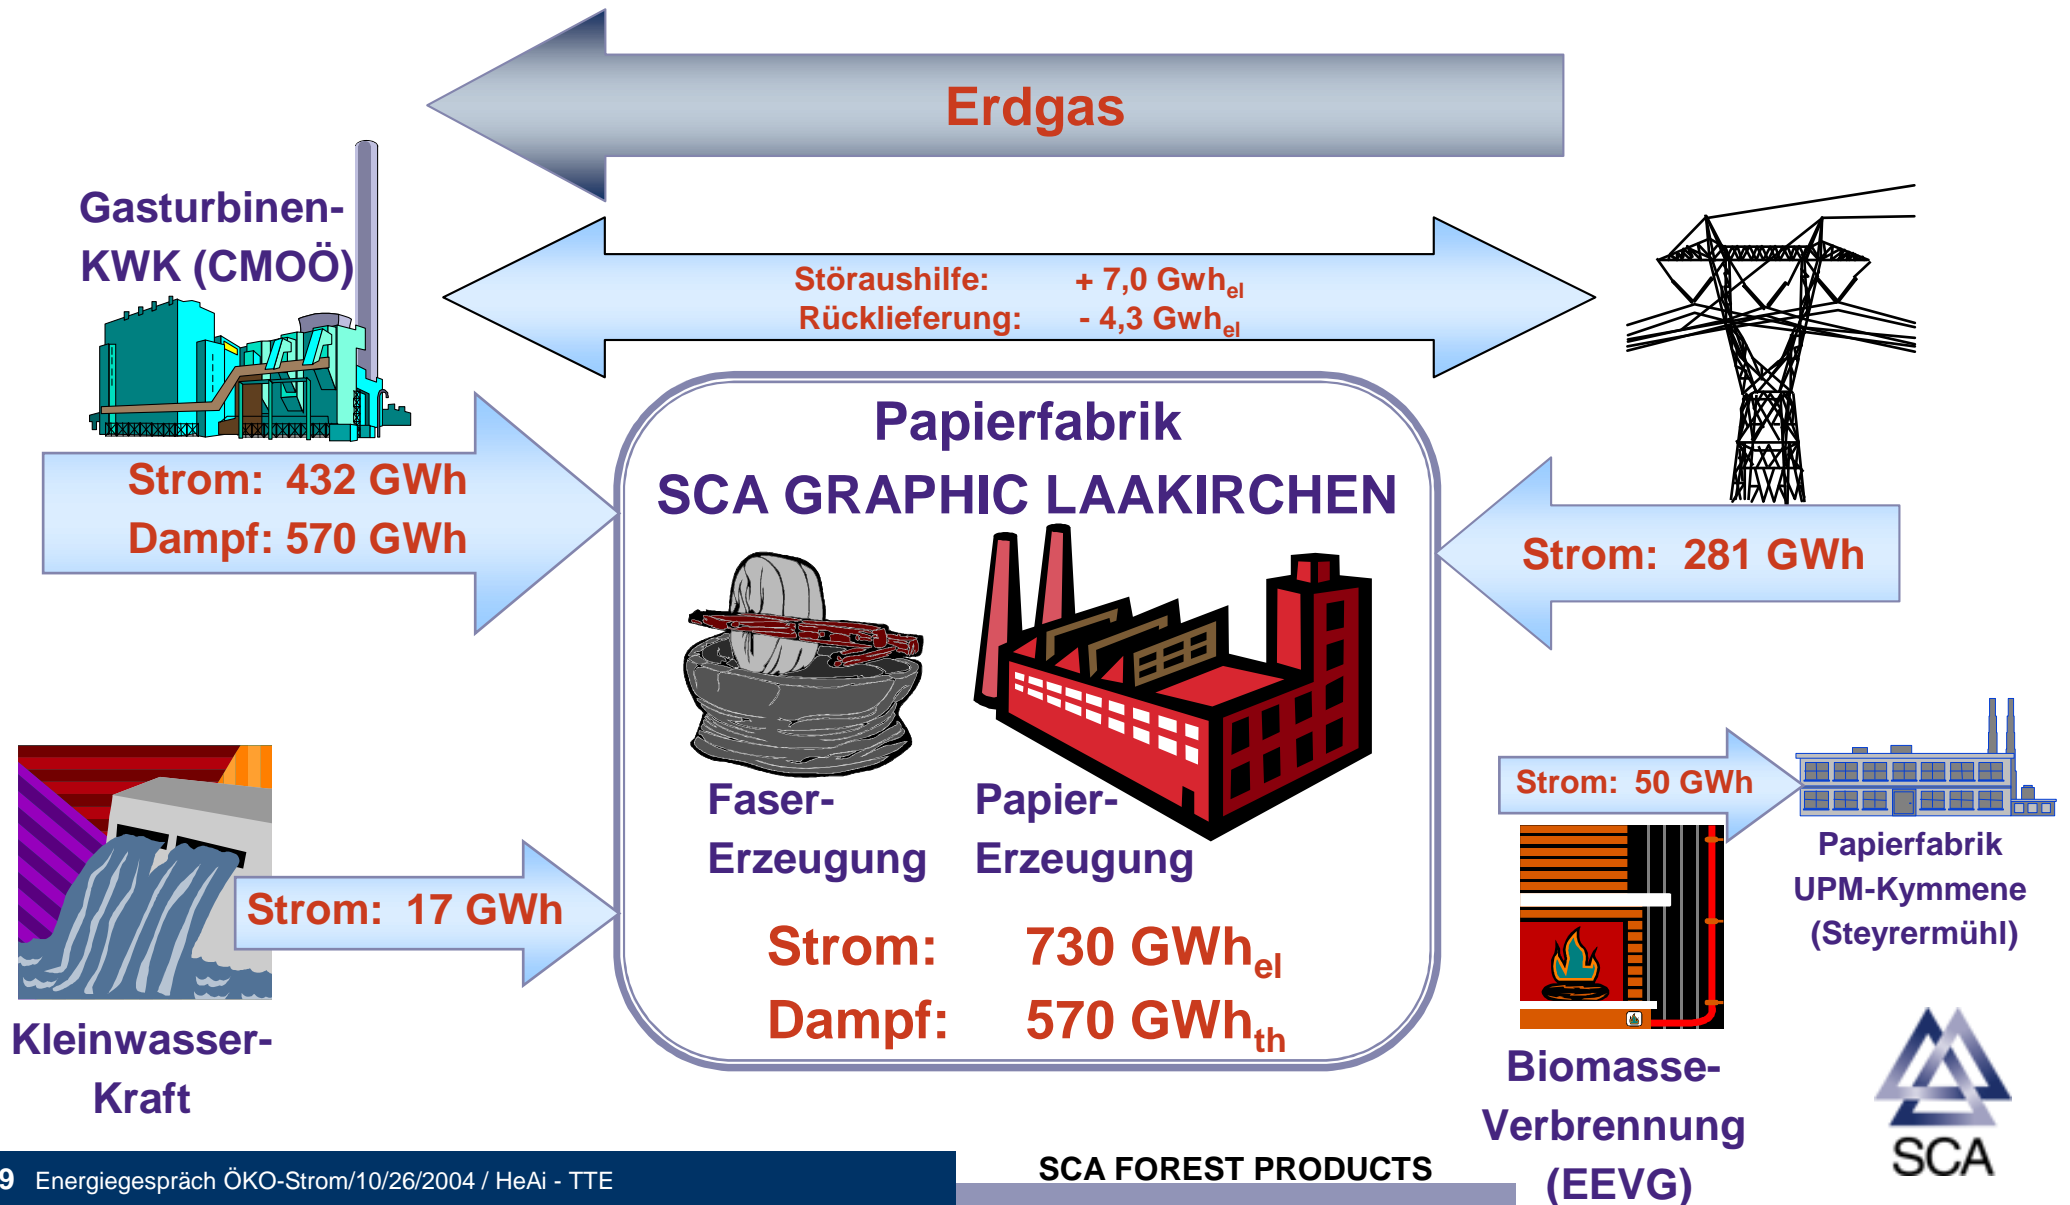 Erdgas
Gasturbinen-
KWK (CMOÖ)
Störaushilfe: + 7,0 Gwhel
Rücklieferung: - 4,3 Gwhel
Strom: 432 GWh
Dampf: 570 GWh
Papierfabrik
SCA GRAPHIC LAAKIRCHEN
Strom: 281 GWh
Faser-
Erzeugung
Papier-
Erzeugung
Strom: 50 GWh
Papierfabrik
UPM-Kymmene
(Steyrermühl)
Strom: 17 GWh
Strom: 730 GWhel
Dampf: 570 GWhth
Kleinwasser-
Kraft
Biomasse-
Verbrennung
(EEVG)
SCA
9 Energiegespräch ÖKO-Strom/10/26/2004 / HeAi - TTE
SCA FOREST PRODUCTS